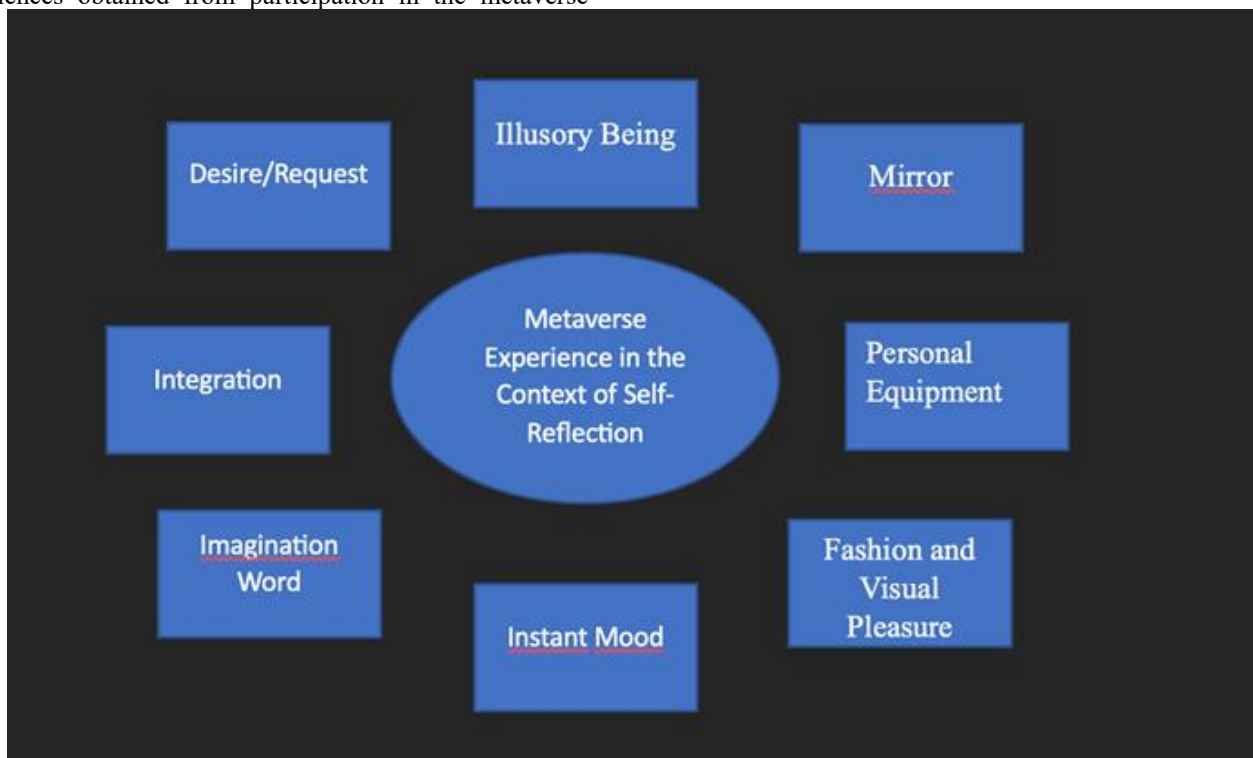 iences obtained from participation in the metaverse
Illusory Being
Desire/Request
Mirror
Metaverse
Experience in the
Context of Self-
Reflection
Personal
Equipment
Integration
Imagination
Word
Fashion and
Visual
Pleasure
Instant Mood